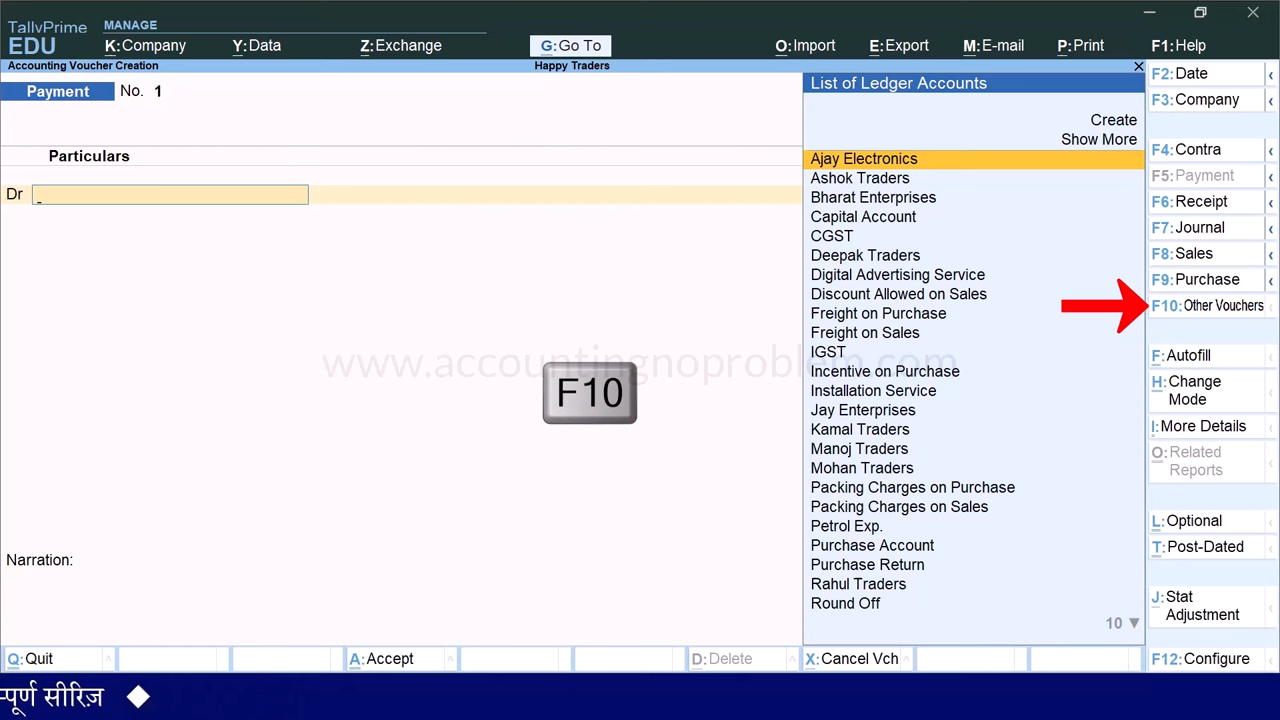 TallyPrime
EDU
MANAGE
K:Company Y:Data Z:Exchange G:Go To O:Import E:Export M:E-mail P:Print F1:Help
Accounting Voucher Creation Happy Traders
Payment No. 1
Particulars
Dr
Narration:
List of Ledger Accounts
Create
Show More
Ajay Electronics
Ashok Traders
Bharat Enterprises
Capital Account
CGST
Deepak Traders
Digital Advertising Service
Discount Allowed on Sales
Freight on Purchase
Freight on Sales
IGST
Incentive on Purchase
Installation Service
Jay Enterprises
Kamal Traders
Manoj Traders
Mohan Traders
Packing Charges on Purchase
Packing Charges on Sales
Petrol Exp.
Purchase Account
Purchase Return
Rahul Traders
Round Off
10
www.accountingnoproblem.com
F10
F2:Date
F3:Company
F4:Contra
F5:Payment
F6:Receipt
F7:Journal
F8:Sales
F9:Purchase
F10:Other Vouchers
F:Autofill
H:Change
Mode
I:More Details
O:Related
Reports
L:Optional
T:Post-Dated
J:Stat
Adjustment
Q:Quit A:Accept D:Delete X:Cancel Vch F12:Configure
म्पूर्ण सीरिज़